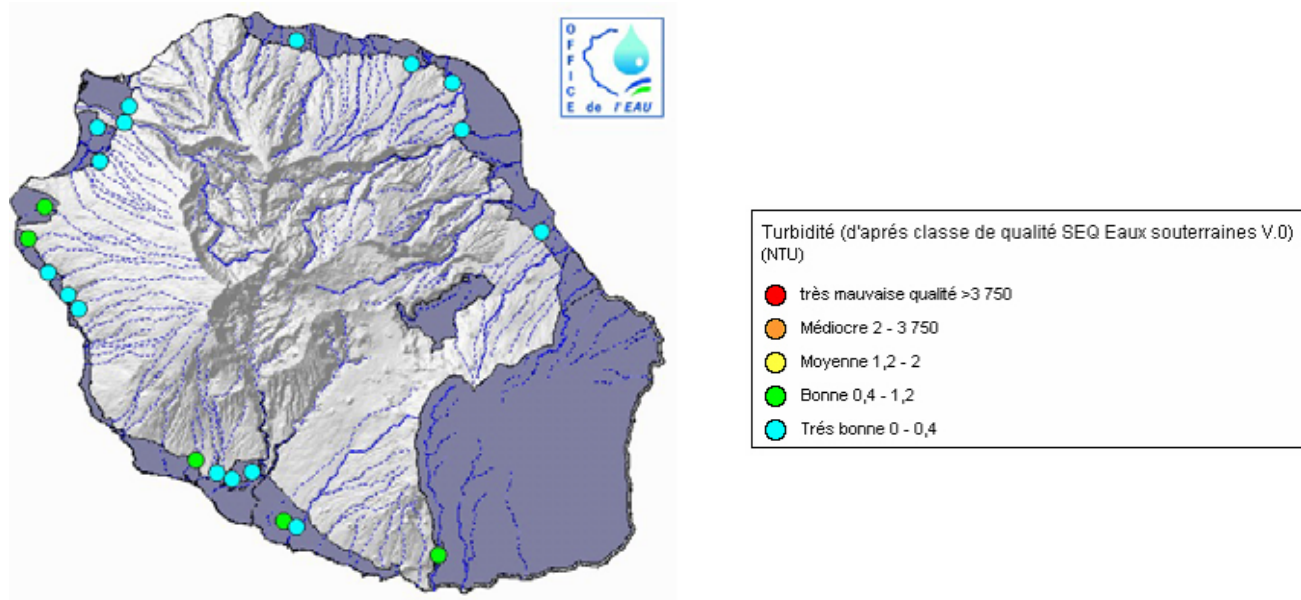 OFFICE
de l'EAU
Turbidité (d'aprés classe de qualité SEQ Eaux souterraines V.0)
(NTU)
très mauvaise qualité >3 750
Médiocre 2 - 3 750
Moyenne 1,2 - 2
Bonne 0,4 - 1,2
Trés bonne 0 - 0,4